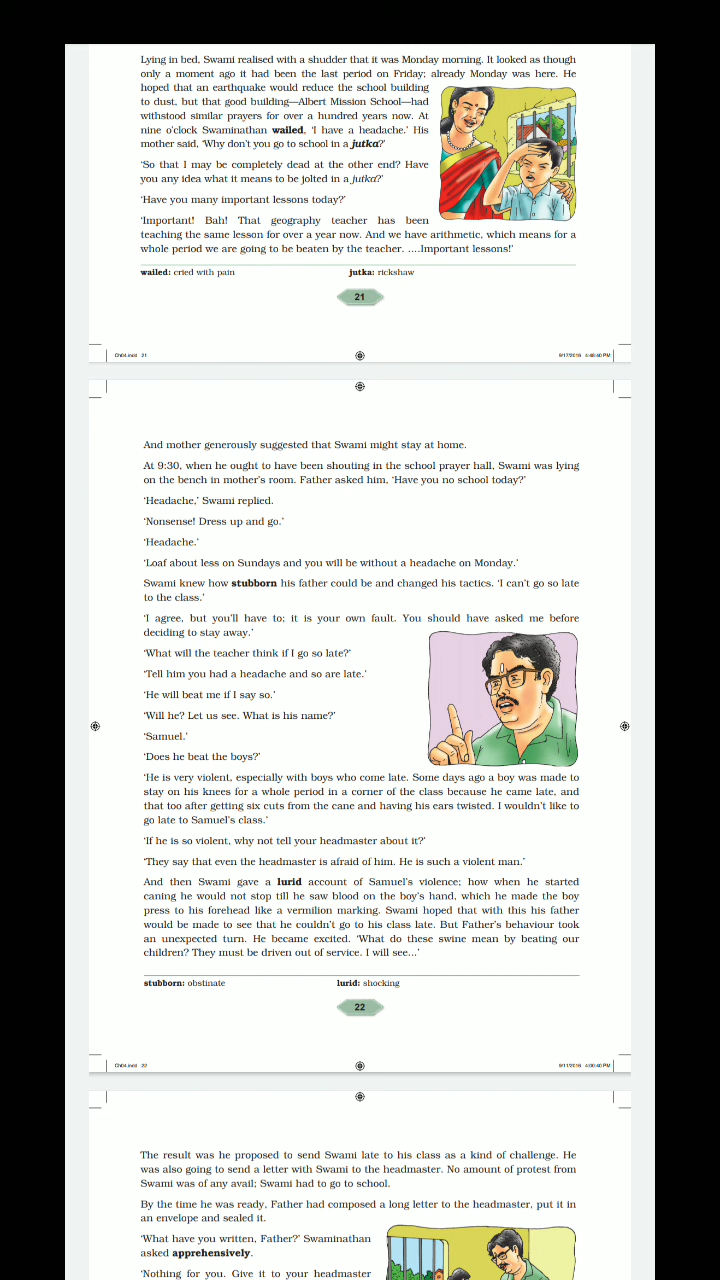 Lying in bed, Swami realised with a shudder that it was Monday morning. It looked as though
only a moment ago it had been the last period on Friday; already Monday was here. He
hoped that an earthquake would reduce the school building
to dust, but that good building—Albert Mission School—had
withstood similar prayers for over a hundred years now. At
nine o'clock Swaminathan wailed, 'I have a headache.' His
mother said, 'Why don't you go to school in a jutka?'
'So that I may be completely dead at the other end? Have
you any idea what it means to be jolted in a jutka?'
'Have you many important lessons today?'
'Important! Bah! That geography teacher has been
teaching the same lesson for over a year now. And we have arithmetic, which means for a
whole period we are going to be beaten by the teacher. ....Important lessons!'
wailed: cried with pain jutka: rickshaw
21
Ch04.indd 21 9/17/2016 4:48:40 PM
And mother generously suggested that Swami might stay at home.
At 9:30, when he ought to have been shouting in the school prayer hall, Swami was lying
on the bench in mother's room. Father asked him, 'Have you no school today?'
'Headache,' Swami replied.
'Nonsense! Dress up and go.'
'Headache.'
'Loaf about less on Sundays and you will be without a headache on Monday.'
Swami knew how stubborn his father could be and changed his tactics. 'I can't go so late
to the class.'
'I agree, but you'll have to; it is your own fault. You should have asked me before
deciding to stay away.'
'What will the teacher think if I go so late?'
'Tell him you had a headache and so are late.'
'He will beat me if I say so.'
'Will he? Let us see. What is his name?'
'Samuel.'
'Does he beat the boys?'
'He is very violent, especially with boys who come late. Some days ago a boy was made to
stay on his knees for a whole period in a corner of the class because he came late, and
that too after getting six cuts from the cane and having his ears twisted. I wouldn't like to
go late to Samuel's class.'
'If he is so violent, why not tell your headmaster about it?'
'They say that even the headmaster is afraid of him. He is such a violent man.'
And then Swami gave a lurid account of Samuel's violence; how when he started
caning he would not stop till he saw blood on the boy's hand, which he made the boy
press to his forehead like a vermilion marking. Swami hoped that with this his father
would be made to see that he couldn't go to his class late. But Father's behaviour took
an unexpected turn. He became excited. 'What do these swine mean by beating our
children? They must be driven out of service. I will see...'
stubborn: obstinate lurid: shocking
22
Ch04.indd 22 9/17/2016 4:00:40 PM
The result was he proposed to send Swami late to his class as a kind of challenge. He
was also going to send a letter with Swami to the headmaster. No amount of protest from
Swami was of any avail; Swami had to go to school.
By the time he was ready, Father had composed a long letter to the headmaster, put it in
an envelope and sealed it.
'What have you written, Father?' Swaminathan
asked apprehensively.
'Nothing for you. Give it to your headmaster